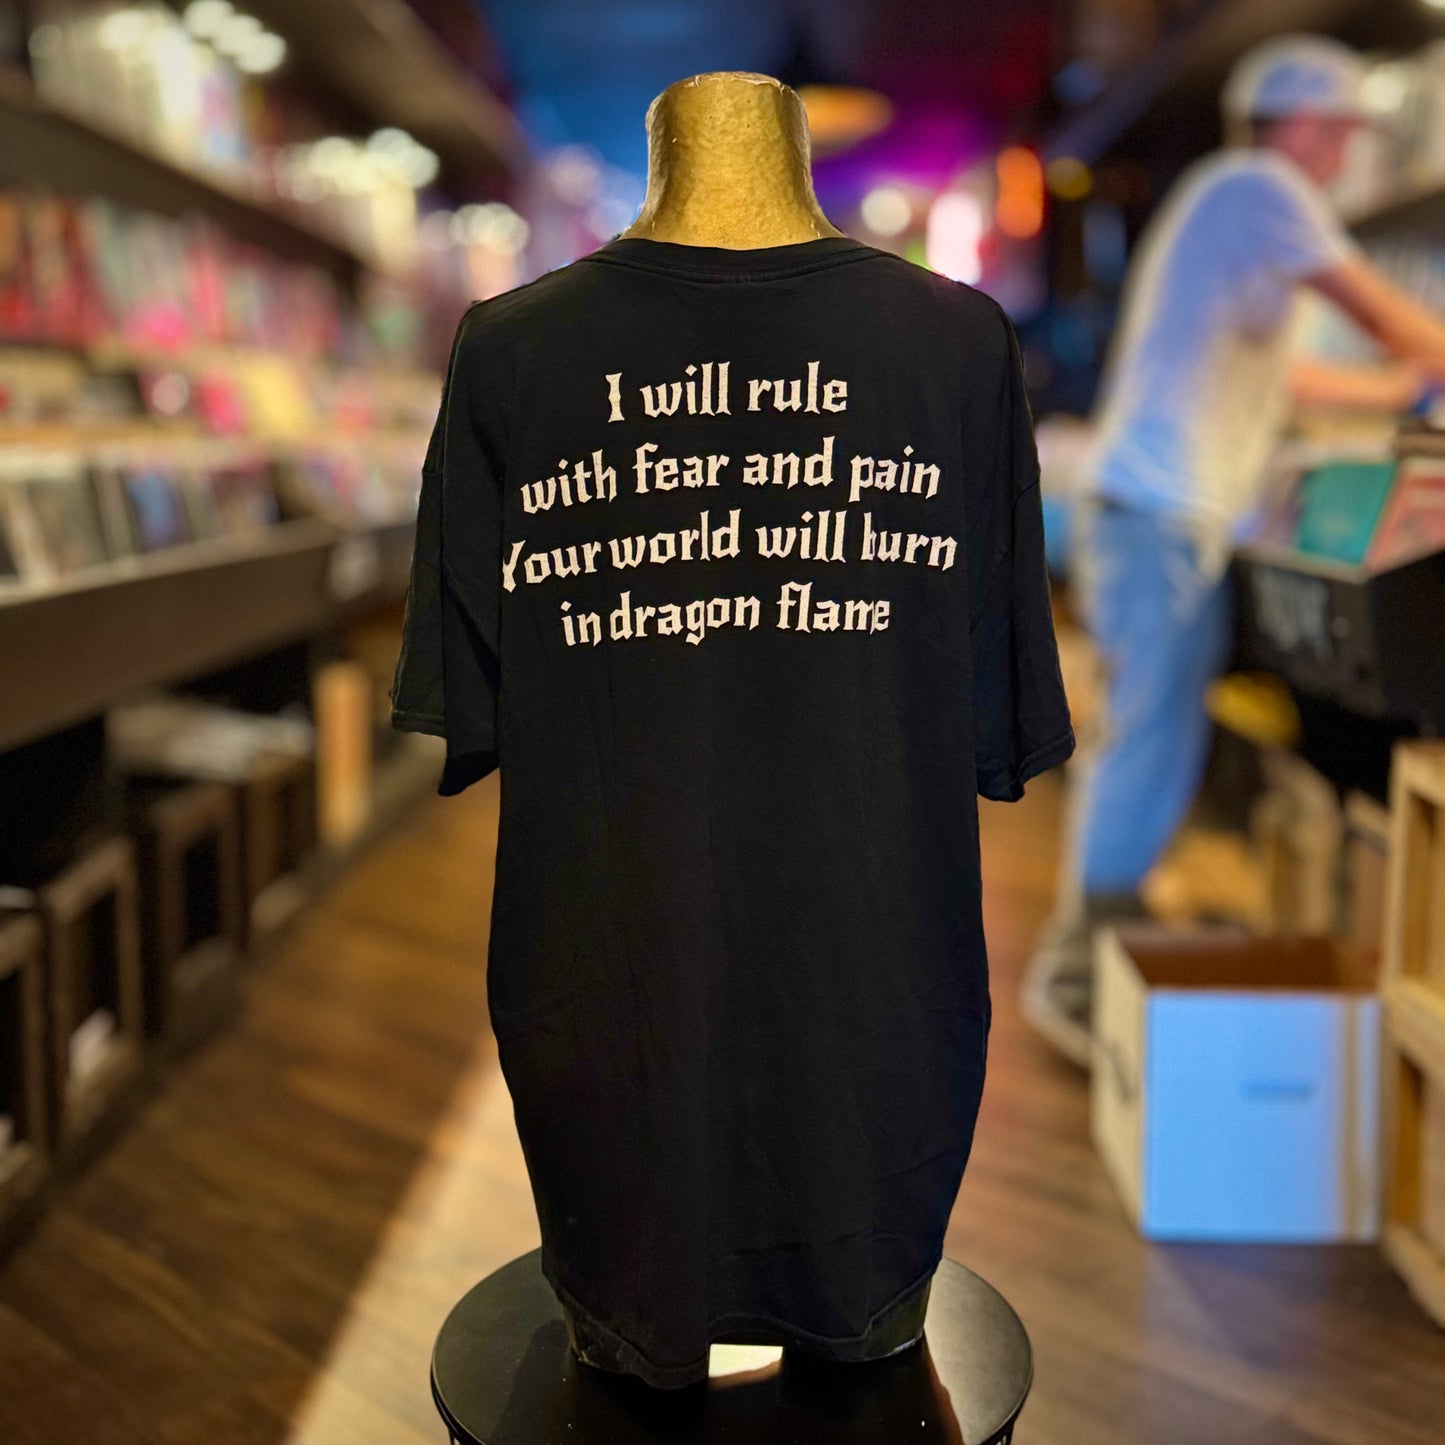 I will rule
with fear and pain
Your world will burn
in dragon flame